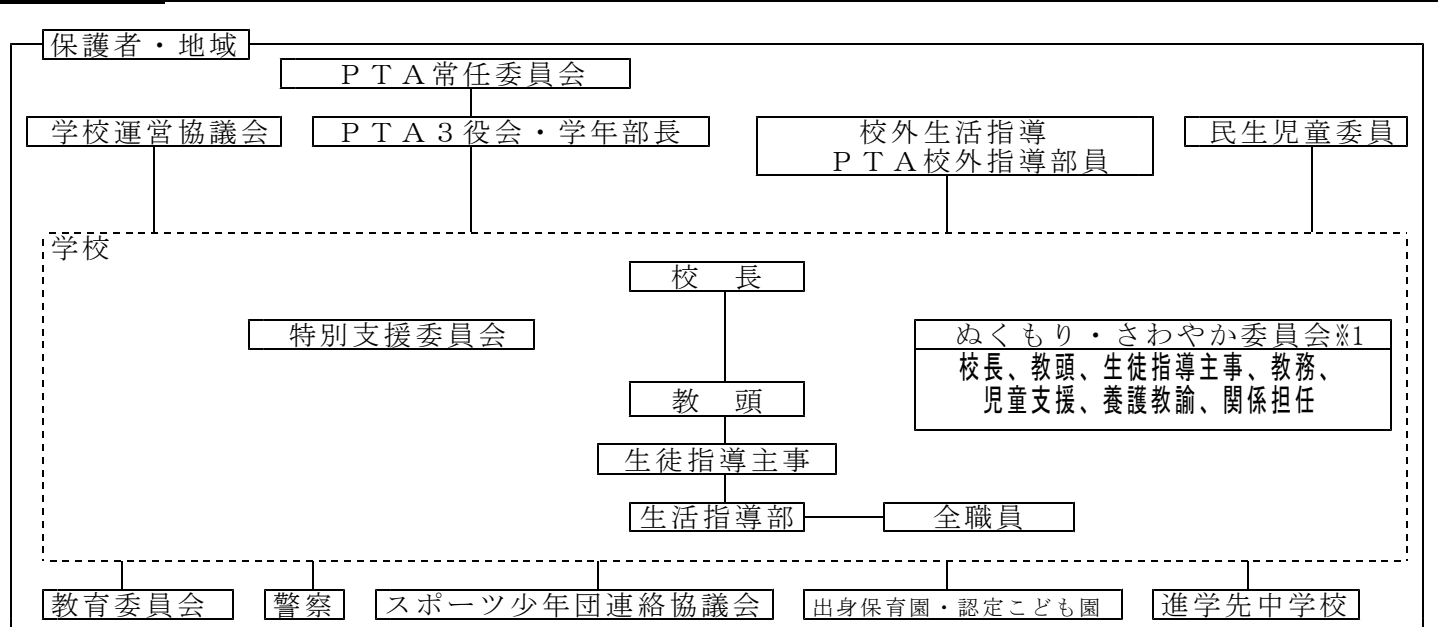 保護者・地域
ＰＴＡ常任委員会
学校運営協議会
ＰＴＡ３役会・学年部長
校外生活指導
ＰＴＡ校外指導部員
民生児童委員
学校
校　長
特別支援委員会
ぬくもり・さわやか委員会※1
校長、教頭、生徒指導主事、教務、
児童支援、養護教諭、関係担任
教　頭
生徒指導主事
生活指導部
全職員
教育委員会
警察
スポーツ少年団連絡協議会
出身保育園・認定こども園
進学先中学校